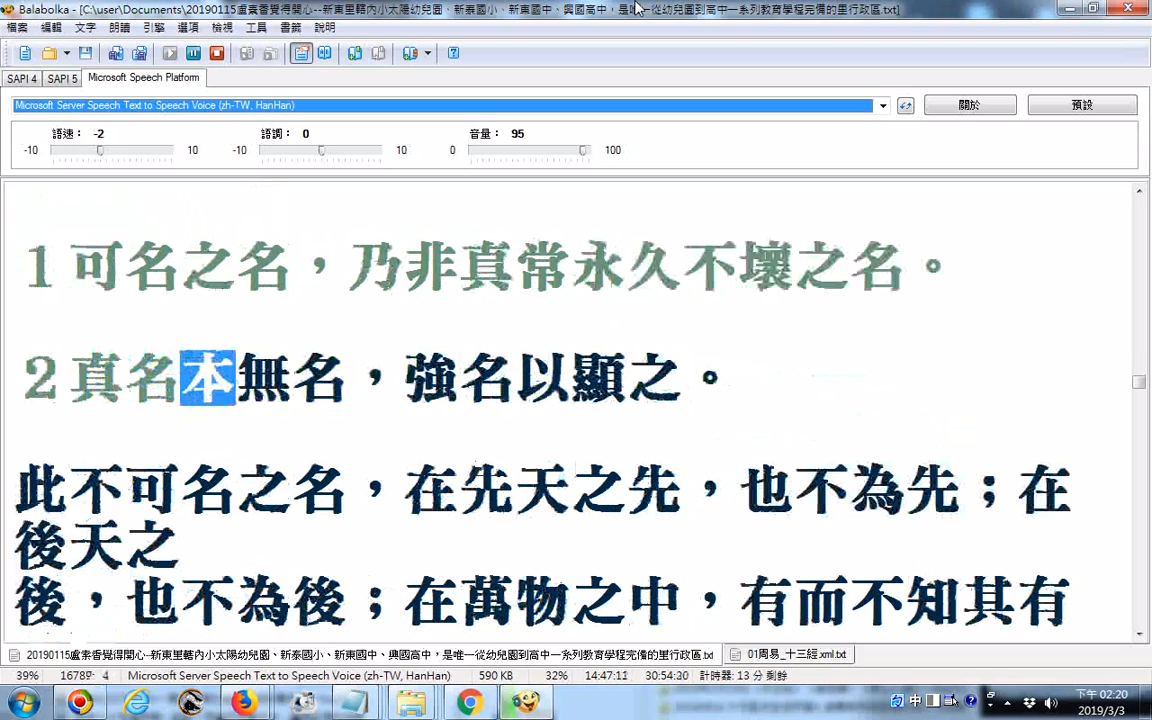 Balabolka - [C:\user\Documents\20190115盧素香覺得開心--新東里轄內小太陽幼兒園、新泰國小、新東國中、興國高中，是唯一從幼兒園到高中一系列教育學程完備的里行政區.txt]
檔案 編輯 文字 朗讀 引擎 選項 檢視 工具 書籤 說明
SAPI 4 SAPI 5 Microsoft Speech Platform
Microsoft Server Speech Text to Speech Voice (zh-TW, HanHan) 關於 預設
語速： -2 語調： 0 音量： 95
-10 10 -10 10 0 100
1可名之名，乃非真常永久不壞之名。
2真名本無名，強名以顯之。
此不可名之名，在先天之先，也不為先；在
後天之
後，也不為後；在萬物之中，有而不知其有
20190115盧素香覺得開心--新東里轄內小太陽幼兒園、新泰國小、新東國中、興國高中，是唯一從幼兒園到高中一系列教育學程完備的里行政區.txt 01周易_十三經.xml.txt
39% 1678: 4 Microsoft Server Speech Text to Speech Voice (zh-TW, HanHan) 590 KB 32% 14:47:11 30:54:30 計時器：13 分 剩餘
中 下午 02:20
2019/3/3